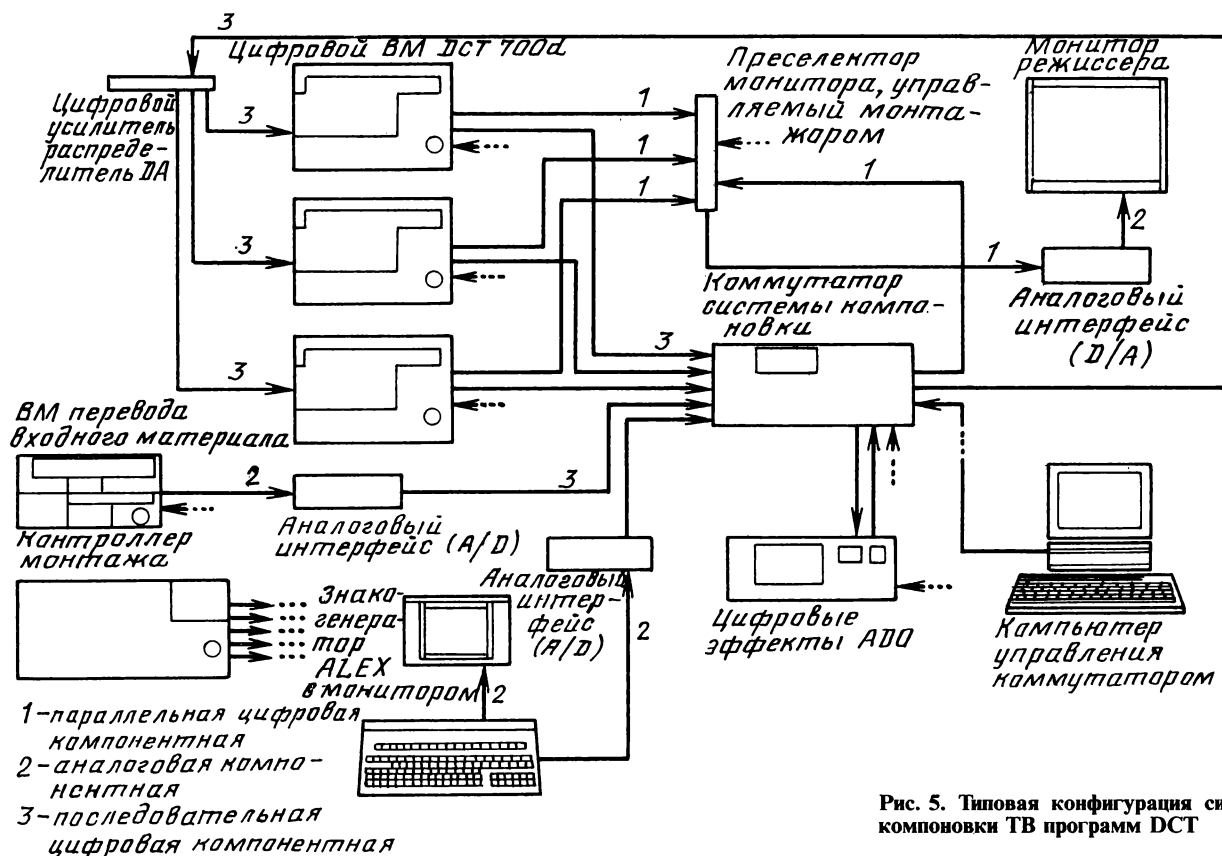 3
Цифровой ВМ DCT 700d
Преселектор
монитора, управ-
ляемый монта-
жаром
Монитор
режиссера
Цифровой
усилитель
распреде-
литель DA
3
1
1
1
1
3
2
1
Коммутатор
системы компа-
новки
Аналоговый
интерфейс
(D/A)
3
3
ВМ перевода
входного материала
2
3
Аналоговый
интерфейс (A/D)
Контроллер
монтажа
Знако-
генера-
тор
ALEX
в монитором
Аналоговый
интер-
фейс
(A/D)
2
2
Цифровые
эффекты ADO
Компьютер
управления
коммутатором
1-параллельная цифровая
компонентная
2-аналоговая компо-
нентная
3-последовательная
цифровая компонентная
Рис. 5. Типовая конфигурация си
компоновки ТВ программ DCT